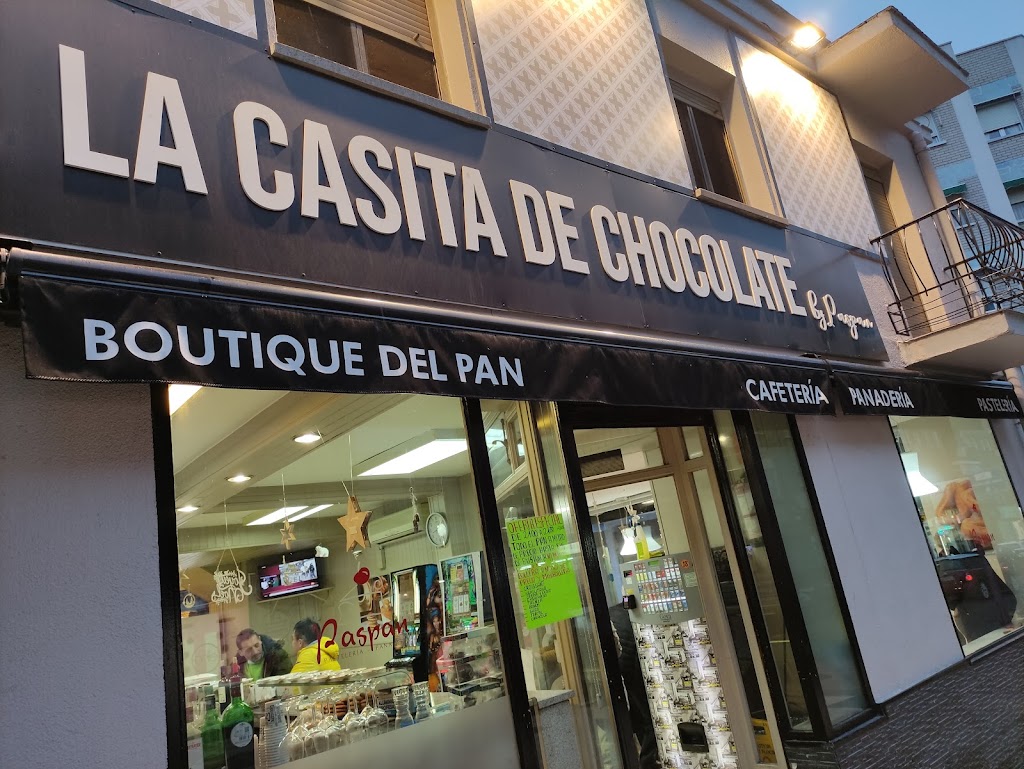 LA CASITA DE CHOCOLATE
by Paspan
BOUTIQUE DEL PAN
CAFETERÍA
PANADERÍA
PASTELERÍA
Paspan